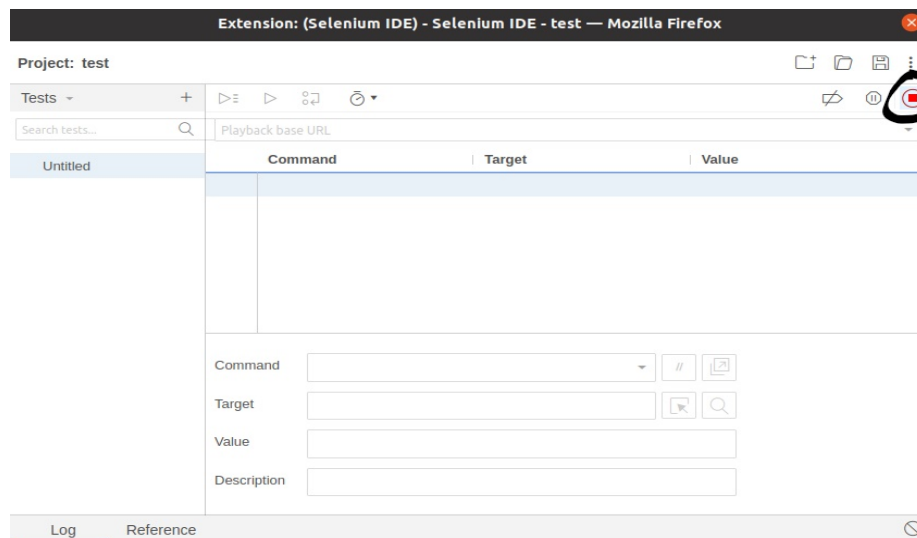 Extension: (Selenium IDE) - Selenium IDE - test — Mozilla Firefox
Project: test
Tests
Search tests...
Playback base URL
Untitled
Command Target Value
Command
//
Target
Value
Description
Log Reference